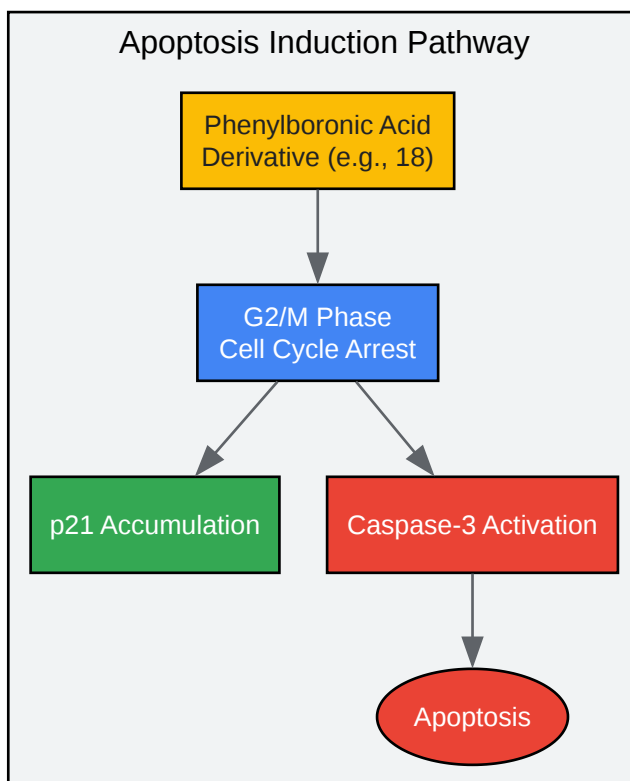 Apoptosis Induction Pathway
Phenylboronic Acid
Derivative (e.g., 18)
G2/M Phase
Cell Cycle Arrest
p21 Accumulation
Caspase-3 Activation
Apoptosis